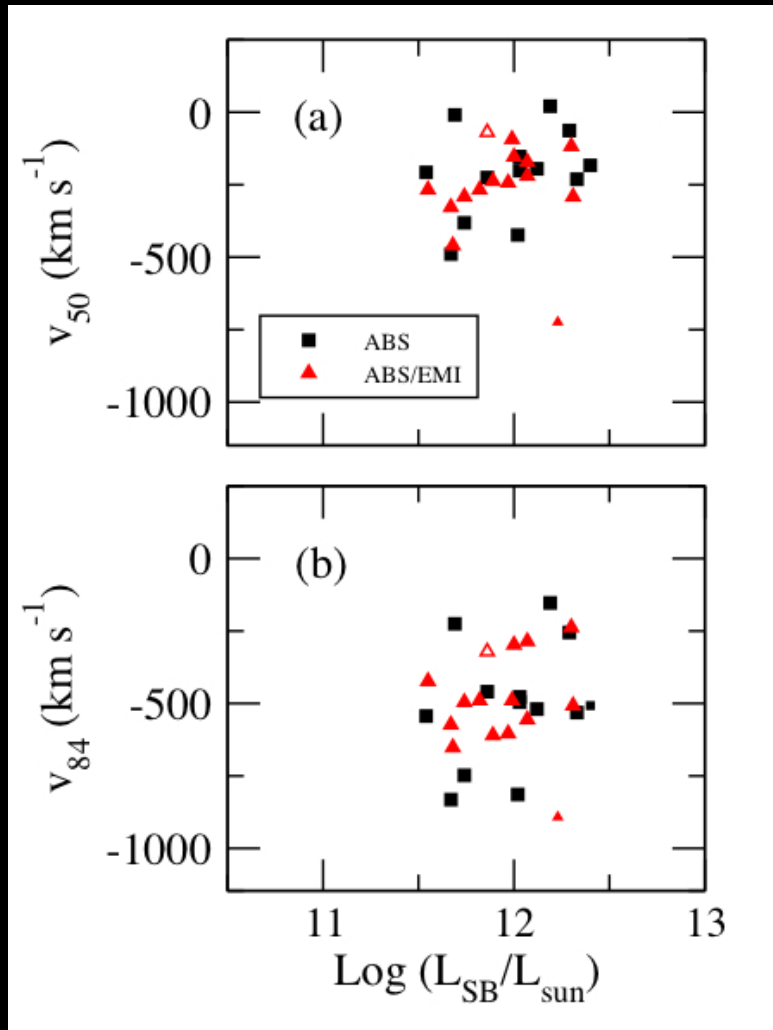 (a)
0
-500
-1000
v50 (km s-1)
ABS
ABS/EMI
(b)
0
-500
-1000
v84 (km s-1)
11 12 13
Log (LSB/Lsun)